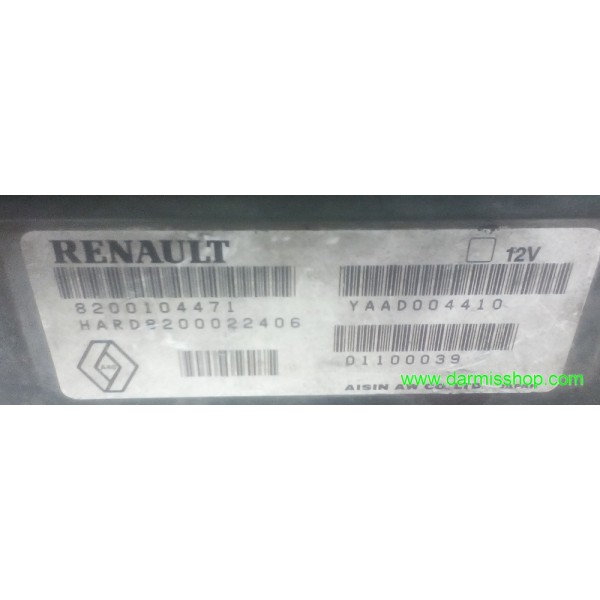 RENAULT
12V
8200104471
YAAD004410
HARD8200022406
01100039
www.darmisshop.com
AISIN AW CO., LTD. JAPAN